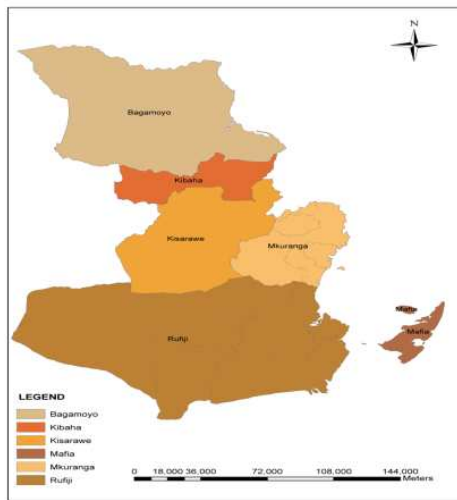 N
Bagamoyo
Kibaha
Kisarawe
Mkuranga
Mafia
Mafia
Rufiji
LEGEND
Bagamoyo
Kibaha
Kisarawe
Mafia
Mkuranga
Rufiji
0 18,000 36,000 72,000 108,000 144,000
Meters